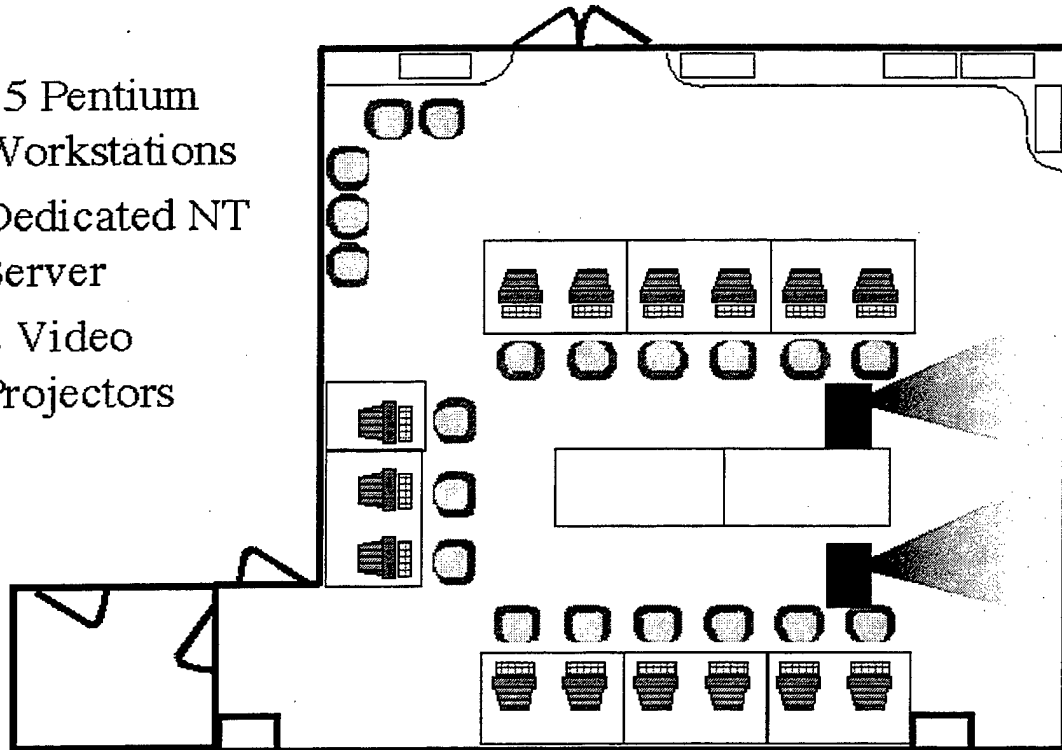 5 Pentium
Workstations
Dedicated NT
Server
Video
Projectors